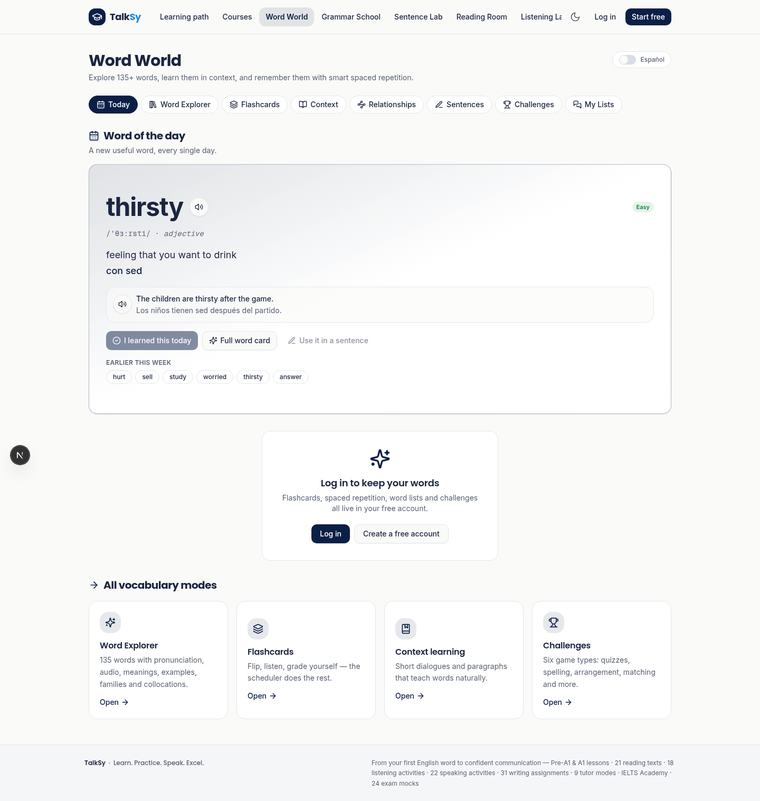 TalkSy
Learning path
Courses
Word World
Grammar School
Sentence Lab
Reading Room
Listening La
Log in
Start free
Word World
Español
Explore 135+ words, learn them in context, and remember them with smart spaced repetition.
Today
Word Explorer
Flashcards
Context
Relationships
Sentences
Challenges
My Lists
Word of the day
A new useful word, every single day.
thirsty
Easy
/ˈθɜːrsti/ · adjective
feeling that you want to drink
con sed
The children are thirsty after the game.
Los niños tienen sed después del partido.
I learned this today
Full word card
Use it in a sentence
EARLIER THIS WEEK
hurt
sell
study
worried
thirsty
answer
N
Log in to keep your words
Flashcards, spaced repetition, word lists and challenges
all live in your free account.
Log in
Create a free account
All vocabulary modes
Word Explorer
135 words with pronunciation,
audio, meanings, examples,
families and collocations.
Open →
Flashcards
Flip, listen, grade yourself — the
scheduler does the rest.
Open →
Context learning
Short dialogues and paragraphs
that teach words naturally.
Open →
Challenges
Six game types: quizzes,
spelling, arrangement, matching
and more.
Open →
TalkSy · Learn. Practice. Speak. Excel.
From your first English word to confident communication — Pre-A1 & A1 lessons · 21 reading texts · 18
listening activities · 22 speaking activities · 31 writing assignments · 9 tutor modes · IELTS Academy ·
24 exam mocks